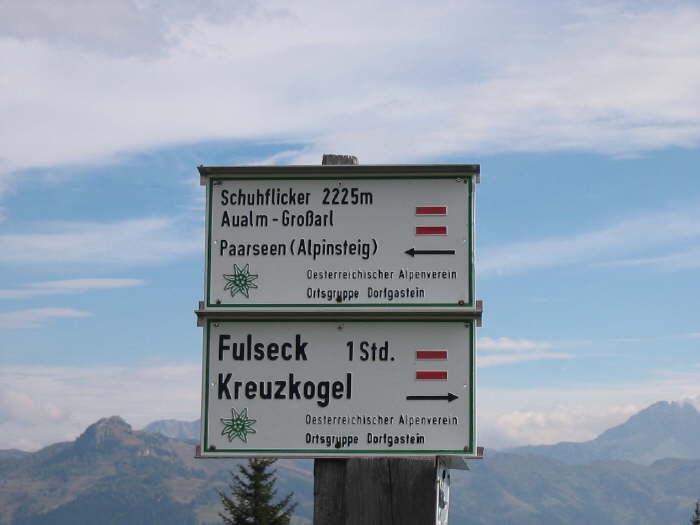 Schuhflicker 2225m
Aualm - Großarl
Paarseen (Alpinsteig)
Oesterreichischer Alpenverein
Ortsgruppe Dorfgastein
Fulseck 1 Std.
Kreuzkogel
Oesterreichischer Alpenverein
Ortsgruppe Dorfgastein